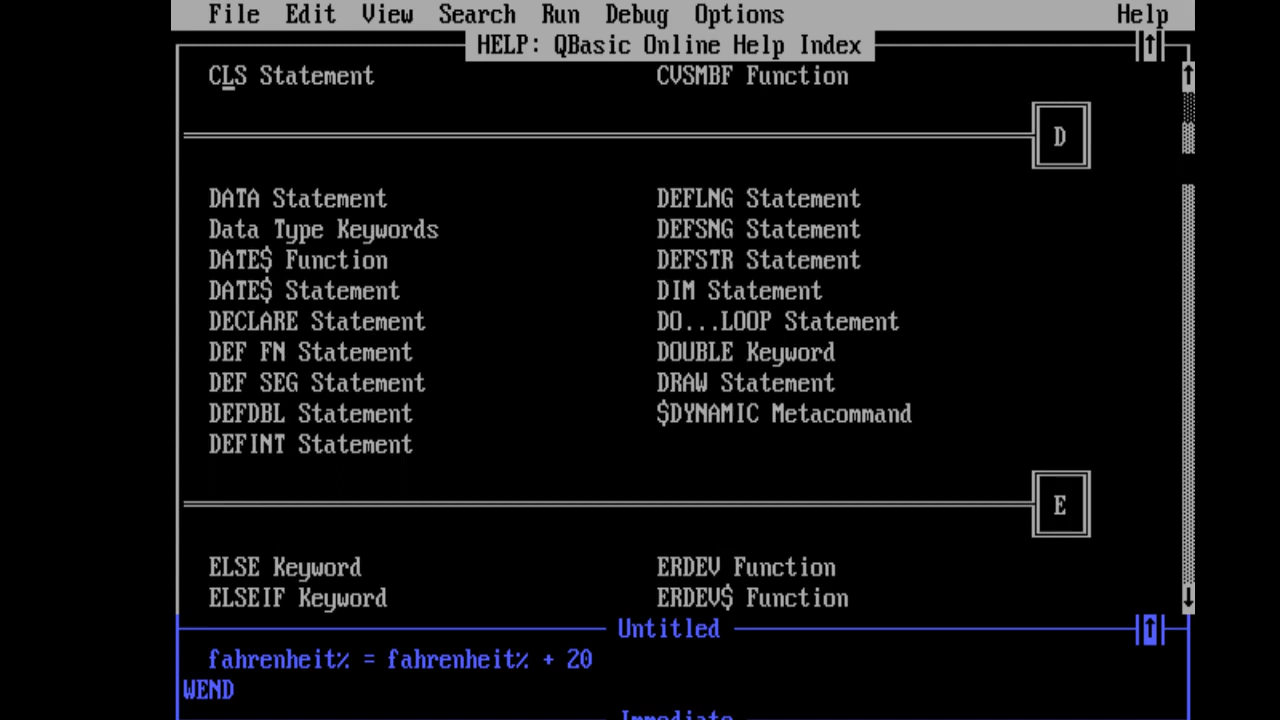 File Edit View Search Run Debug Options Help
HELP: QBasic Online Help Index
CLS Statement CVSMBF Function
D
DATA Statement DEFLNG Statement
Data Type Keywords DEFSNG Statement
DATE$ Function DEFSTR Statement
DATE$ Statement DIM Statement
DECLARE Statement DO...LOOP Statement
DEF FN Statement DOUBLE Keyword
DEF SEG Statement DRAW Statement
DEFDBL Statement $DYNAMIC Metacommand
DEFINT Statement
E
ELSE Keyword ERDEV Function
ELSEIF Keyword ERDEV$ Function
Untitled
fahrenheit% = fahrenheit% + 20
WEND
Immediate